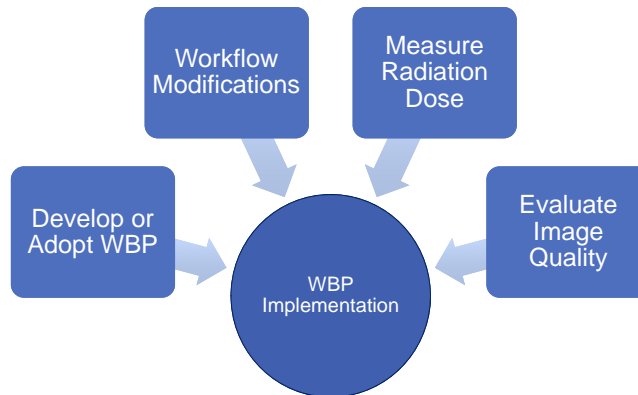 Workflow
Modifications
Measure
Radiation
Dose
Develop or
Adopt WBP
Evaluate
Image
Quality
WBP
Implementation